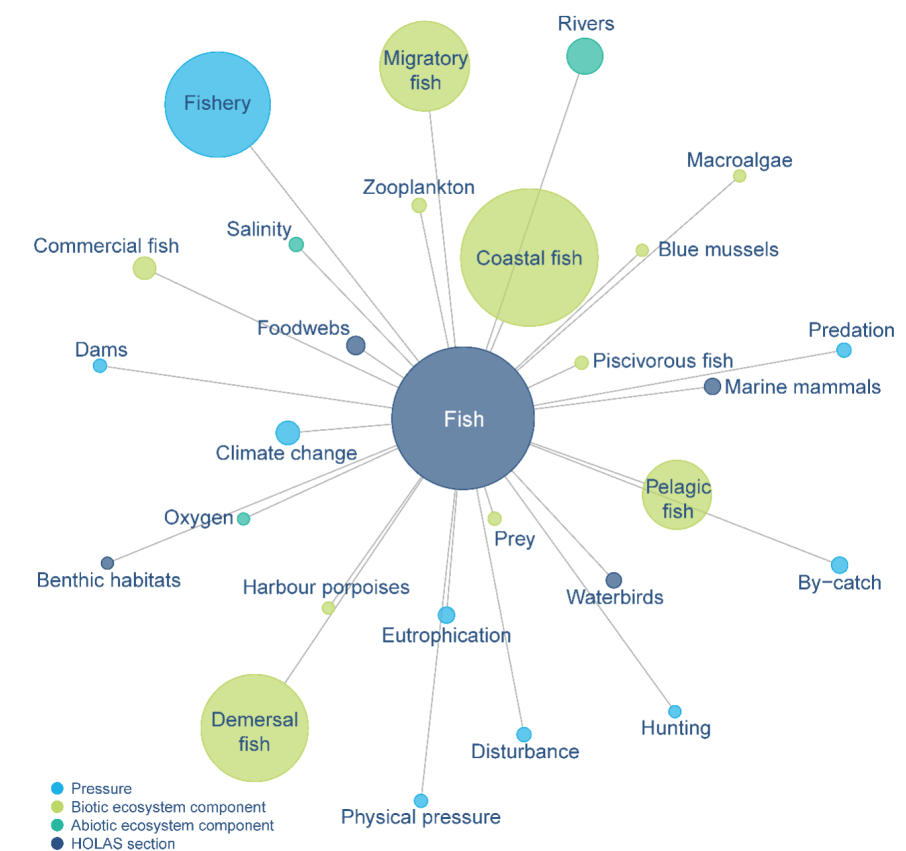 Rivers
Migratory
fish
Fishery
Macroalgae
Zooplankton
Salinity
Commercial fish
Coastal fish
Blue mussels
Foodwebs
Predation
Dams
Piscivorous fish
Marine mammals
Fish
Climate change
Pelagic
fish
Oxygen
Prey
Benthic habitats
By−catch
Harbour porpoises
Waterbirds
Eutrophication
Demersal
fish
Hunting
Disturbance
Physical pressure
Pressure
Biotic ecosystem component
Abiotic ecosystem component
HOLAS section